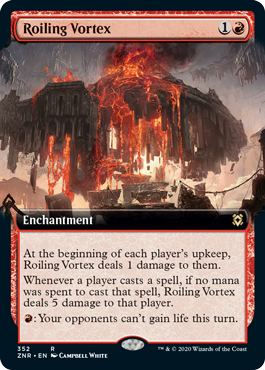 Roiling Vortex 1
Enchantment
At the beginning of each player's upkeep,
Roiling Vortex deals 1 damage to them.
Whenever a player casts a spell, if no mana
was spent to cast that spell, Roiling Vortex
deals 5 damage to that player.
: Your opponents can't gain life this turn.
352 R
ZNR • EN CAMPBELL WHITE
™ & © 2020 Wizards of the Coast